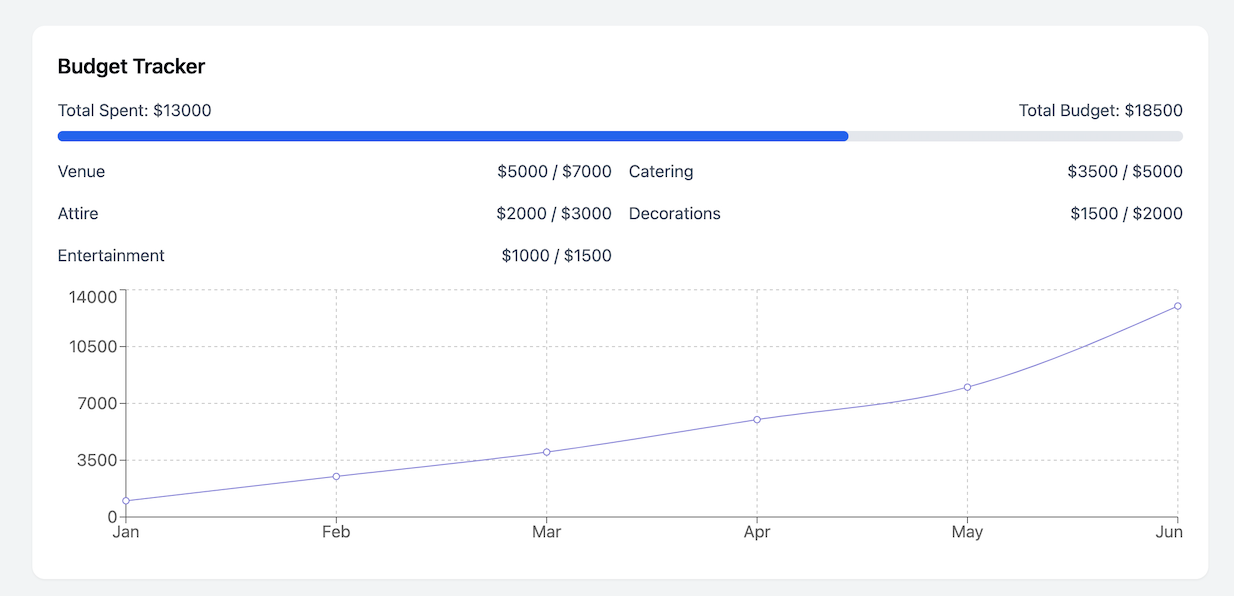 Budget Tracker
Total Spent: $13000 Total Budget: $18500
Venue $5000 / $7000 Catering $3500 / $5000
Attire $2000 / $3000 Decorations $1500 / $2000
Entertainment $1000 / $1500
14000
10500
7000
3500
0
Jan Feb Mar Apr May Jun